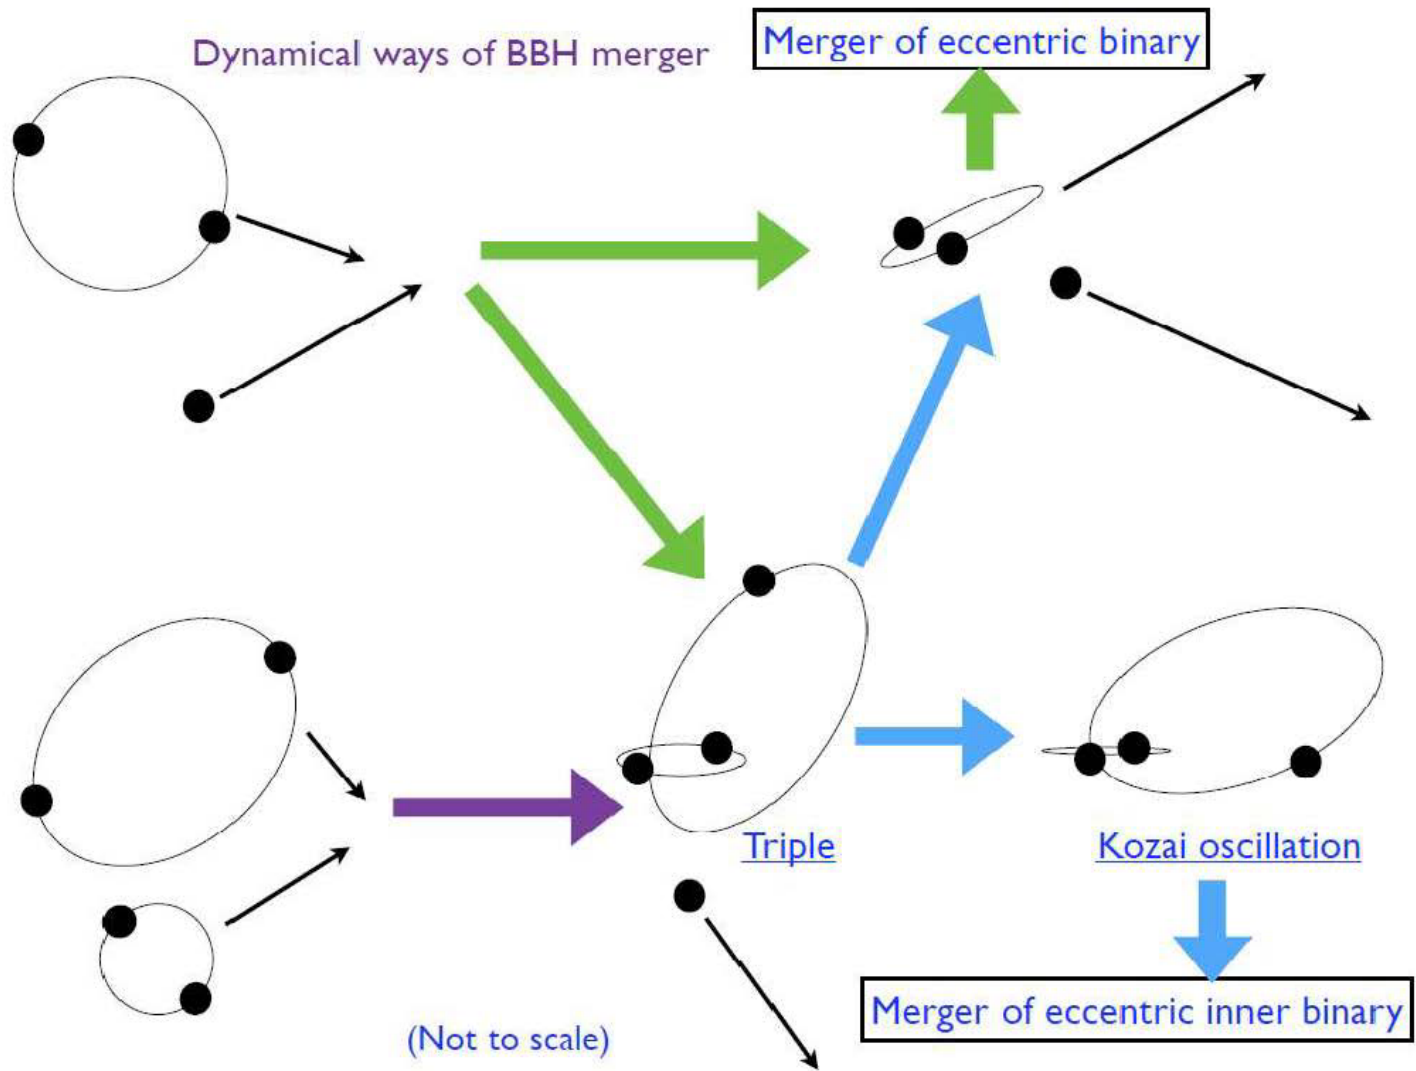 Dynamical ways of BBH merger
Merger of eccentric binary
Triple
Kozai oscillation
Merger of eccentric inner binary
(Not to scale)